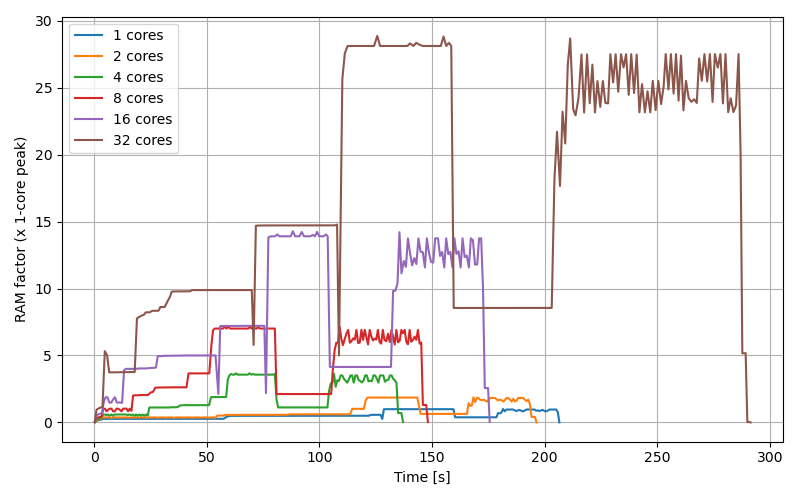 30
25
20
15
10
5
0
RAM factor (x 1-core peak)
1 cores
2 cores
4 cores
8 cores
16 cores
32 cores
0 50 100 150 200 250 300
Time [s]